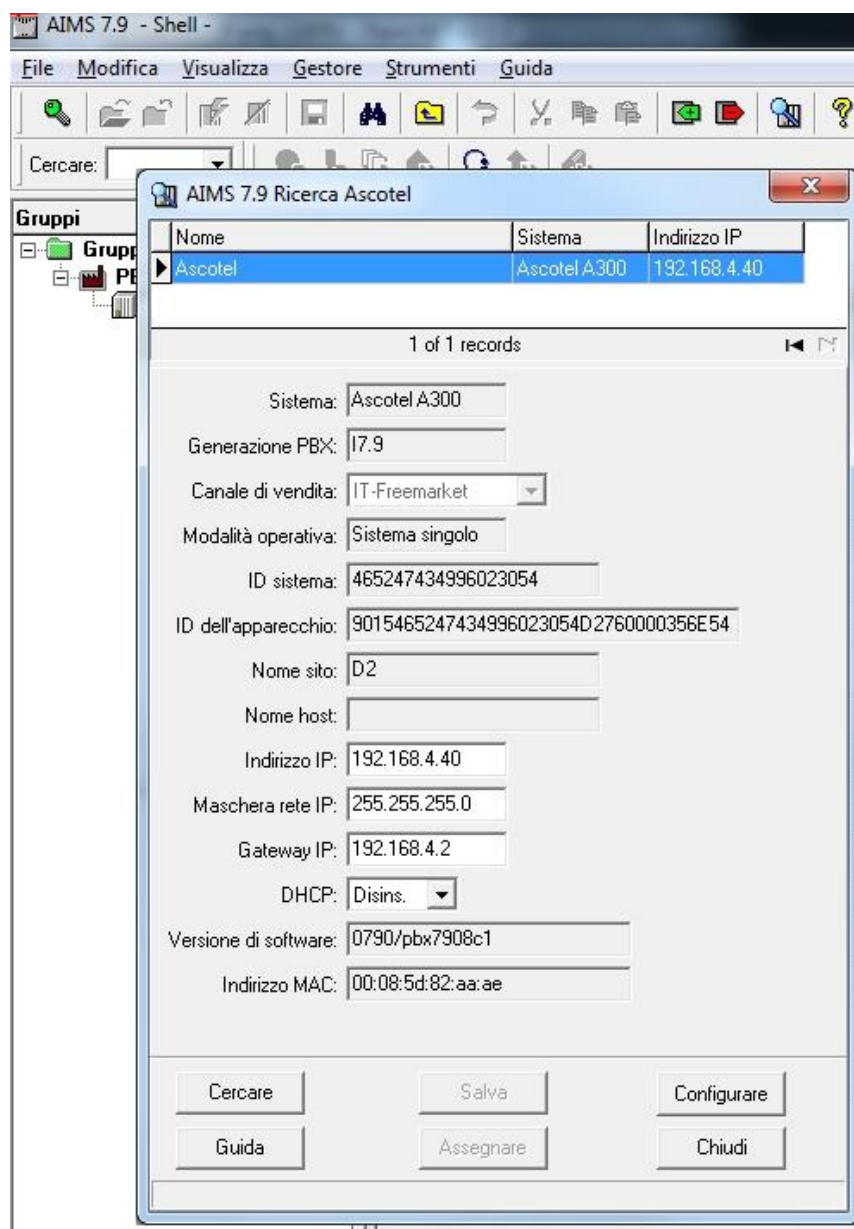 AIMS 7.9 - Shell -
File Modifica Visualizza Gestore Strumenti Guida
Cercare:
AIMS 7.9 Ricerca Ascotel
Gruppi
Nome Sistema Indirizzo IP
Ascotel Ascotel A300 192.168.4.40
1 of 1 records
Sistema: Ascotel A300
Generazione PBX: I7.9
Canale di vendita: IT-Freemarket
Modalità operativa: Sistema singolo
ID sistema: 465247434996023054
ID dell'apparecchio: 9015465247434996023054D2760000356E54
Nome sito: D2
Nome host:
Indirizzo IP: 192.168.4.40
Maschera rete IP: 255.255.255.0
Gateway IP: 192.168.4.2
DHCP: Disins.
Versione di software: 0790/pbx7908c1
Indirizzo MAC: 00:08:5d:82:aa:ae
Cercare Salva Configurare
Guida Assegnare Chiudi